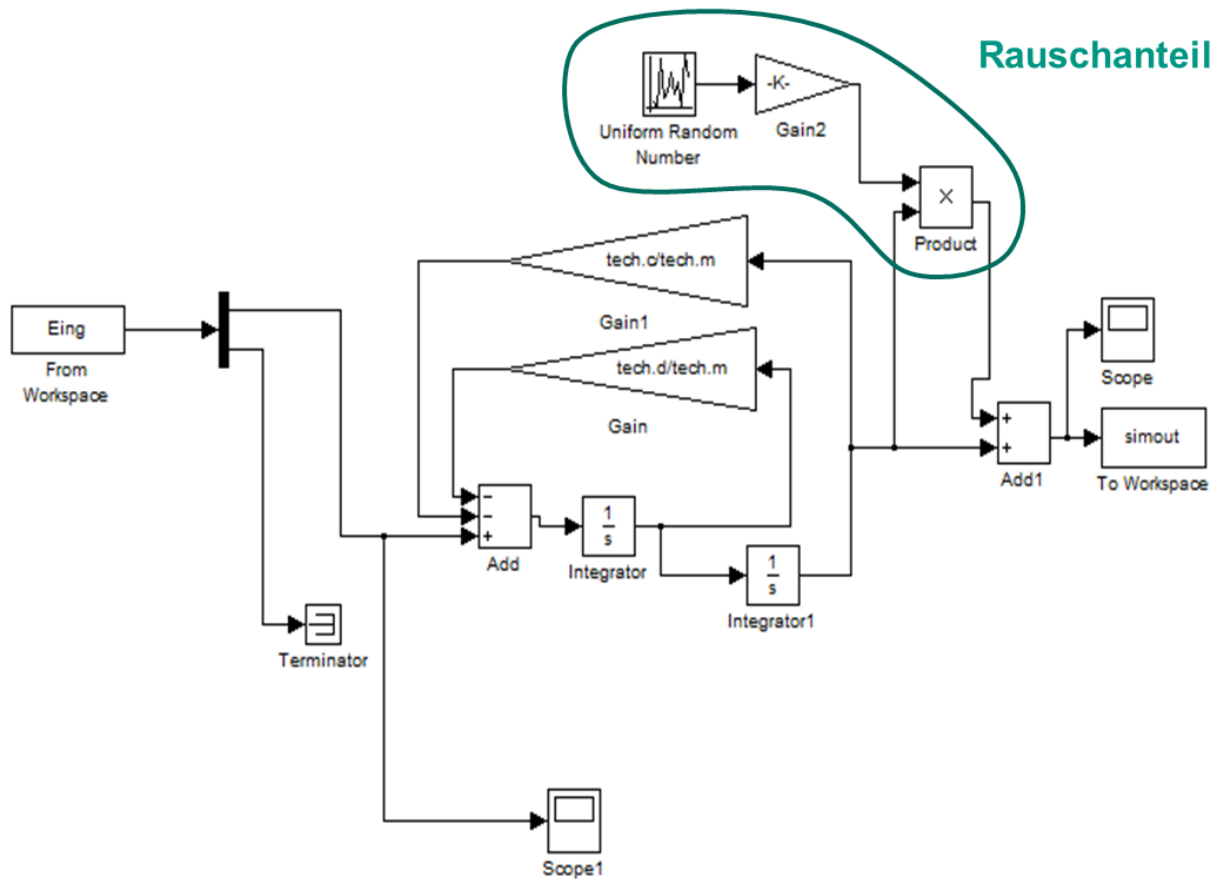 Rauschanteil
-K-
Uniform Random
Number
Gain2
×
Product
tech.c/tech.m
Gain1
Eing
From
Workspace
tech.d/tech.m
Gain
Scope
+
+
simout
Add1
To Workspace
−
−
+
Add
1
s
Integrator
1
s
Integrator1
Terminator
Scope1